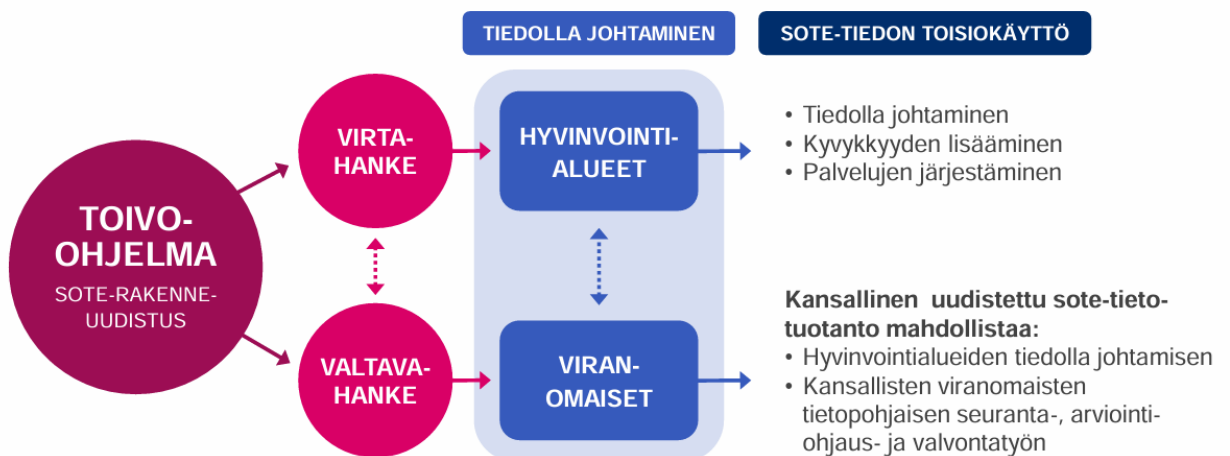 TIEDOLLA JOHTAMINEN
SOTE-TIEDON TOISIOKÄYTTÖ
TOIVO-
OHJELMA
SOTE-RAKENNE-
UUDISTUS
VIRTA-
HANKE
HYVINVOINTI-
ALUEET
• Tiedolla johtaminen
• Kyvykkyyden lisääminen
• Palvelujen järjestäminen
VALTAVA-
HANKE
VIRAN-
OMAISET
Kansallinen uudistettu sote-tieto-
tuotanto mahdollistaa:
• Hyvinvointialueiden tiedolla johtamisen
• Kansallisten viranomaisten
tietopohjaisen seuranta-, arviointi-
ohjaus- ja valvontatyön